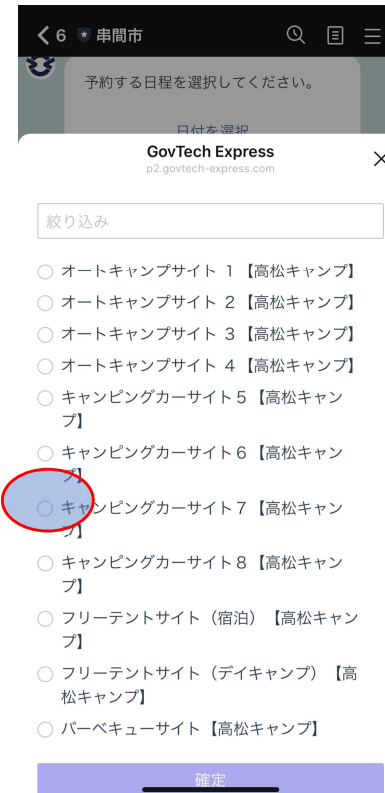 6 串間市
予約する日程を選択してください。
日付を選択
GovTech Express
p2.govtech-express.com
絞り込み
オートキャンプサイト 1【高松キャンプ】
オートキャンプサイト 2【高松キャンプ】
オートキャンプサイト 3【高松キャンプ】
オートキャンプサイト 4【高松キャンプ】
キャンピングカーサイト5【高松キャン
プ】
キャンピングカーサイト6【高松キャン
プ】
キャンピングカーサイト7【高松キャン
プ】
キャンピングカーサイト8【高松キャン
プ】
フリーテントサイト（宿泊）【高松キャン
プ】
フリーテントサイト（デイキャンプ）【高
松キャンプ】
バーベキューサイト【高松キャンプ】
確定